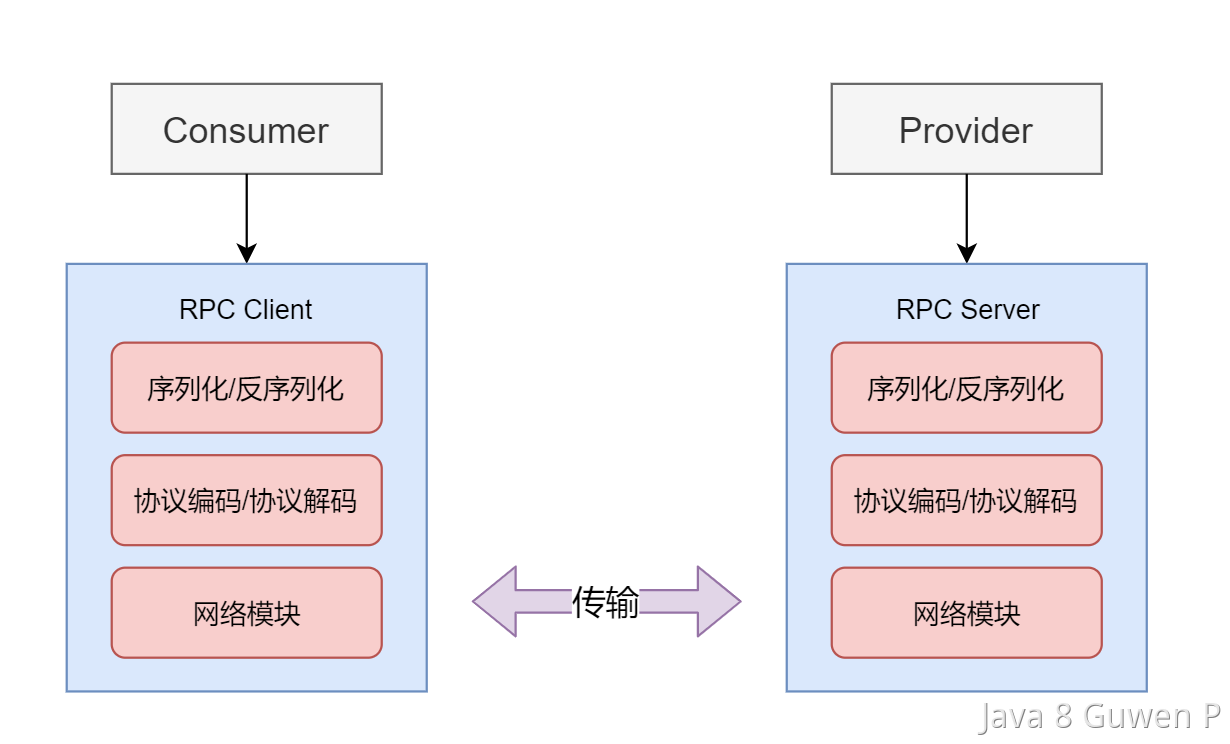 Consumer
Provider
RPC Client
RPC Server
序列化/反序列化
序列化/反序列化
协议编码/协议解码
协议编码/协议解码
网络模块
传输
网络模块
Java 8 Guwen P